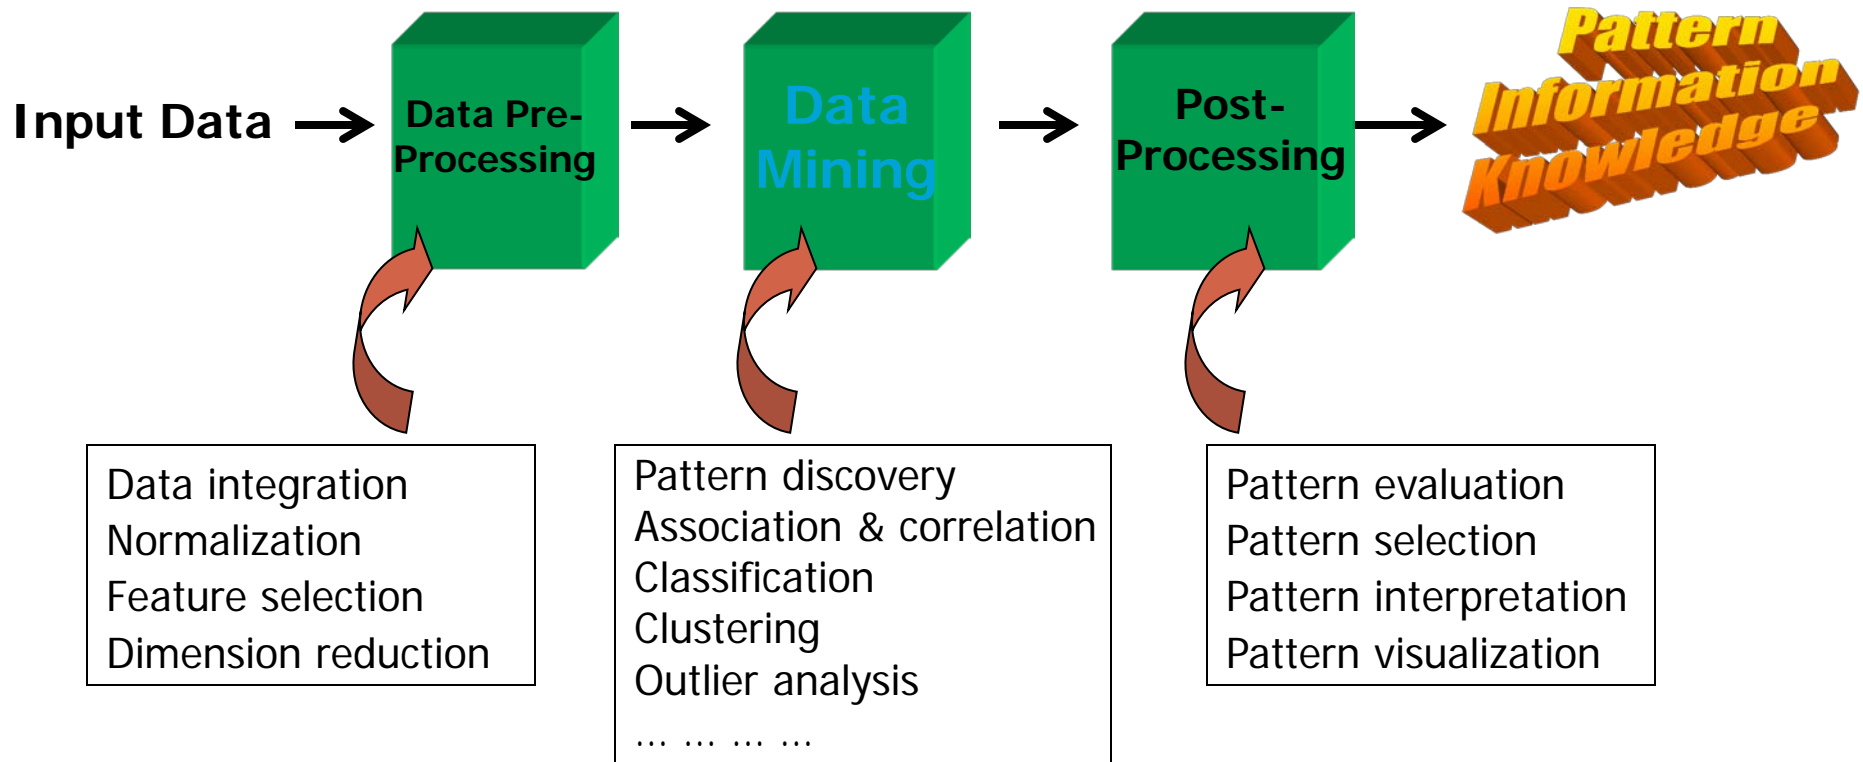 Input Data
Data Pre-
Processing
Data
Mining
Post-
Processing
Pattern
Information
Knowledge
Data integration
Normalization
Feature selection
Dimension reduction
Pattern discovery
Association & correlation
Classification
Clustering
Outlier analysis
... ... ... ...
Pattern evaluation
Pattern selection
Pattern interpretation
Pattern visualization